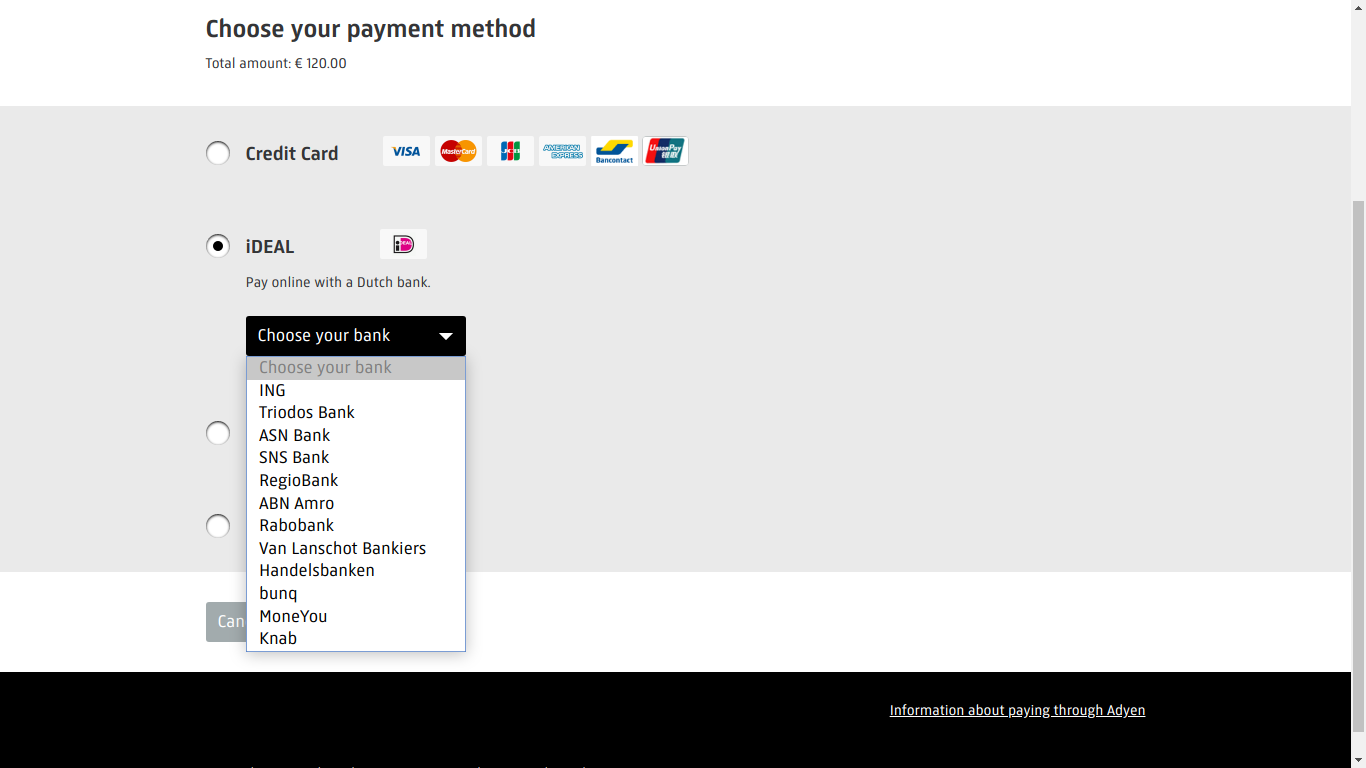 Choose your payment method
Total amount: € 120.00
Credit Card
VISA
MasterCard
JCB
AMERICAN EXPRESS
Bancontact
UnionPay
银联
iDEAL
iDEAL
Pay online with a Dutch bank.
Choose your bank
Choose your bank
ING
Triodos Bank
ASN Bank
SNS Bank
RegioBank
ABN Amro
Rabobank
Van Lanschot Bankiers
Handelsbanken
bunq
MoneYou
Knab
Can
Information about paying through Adyen